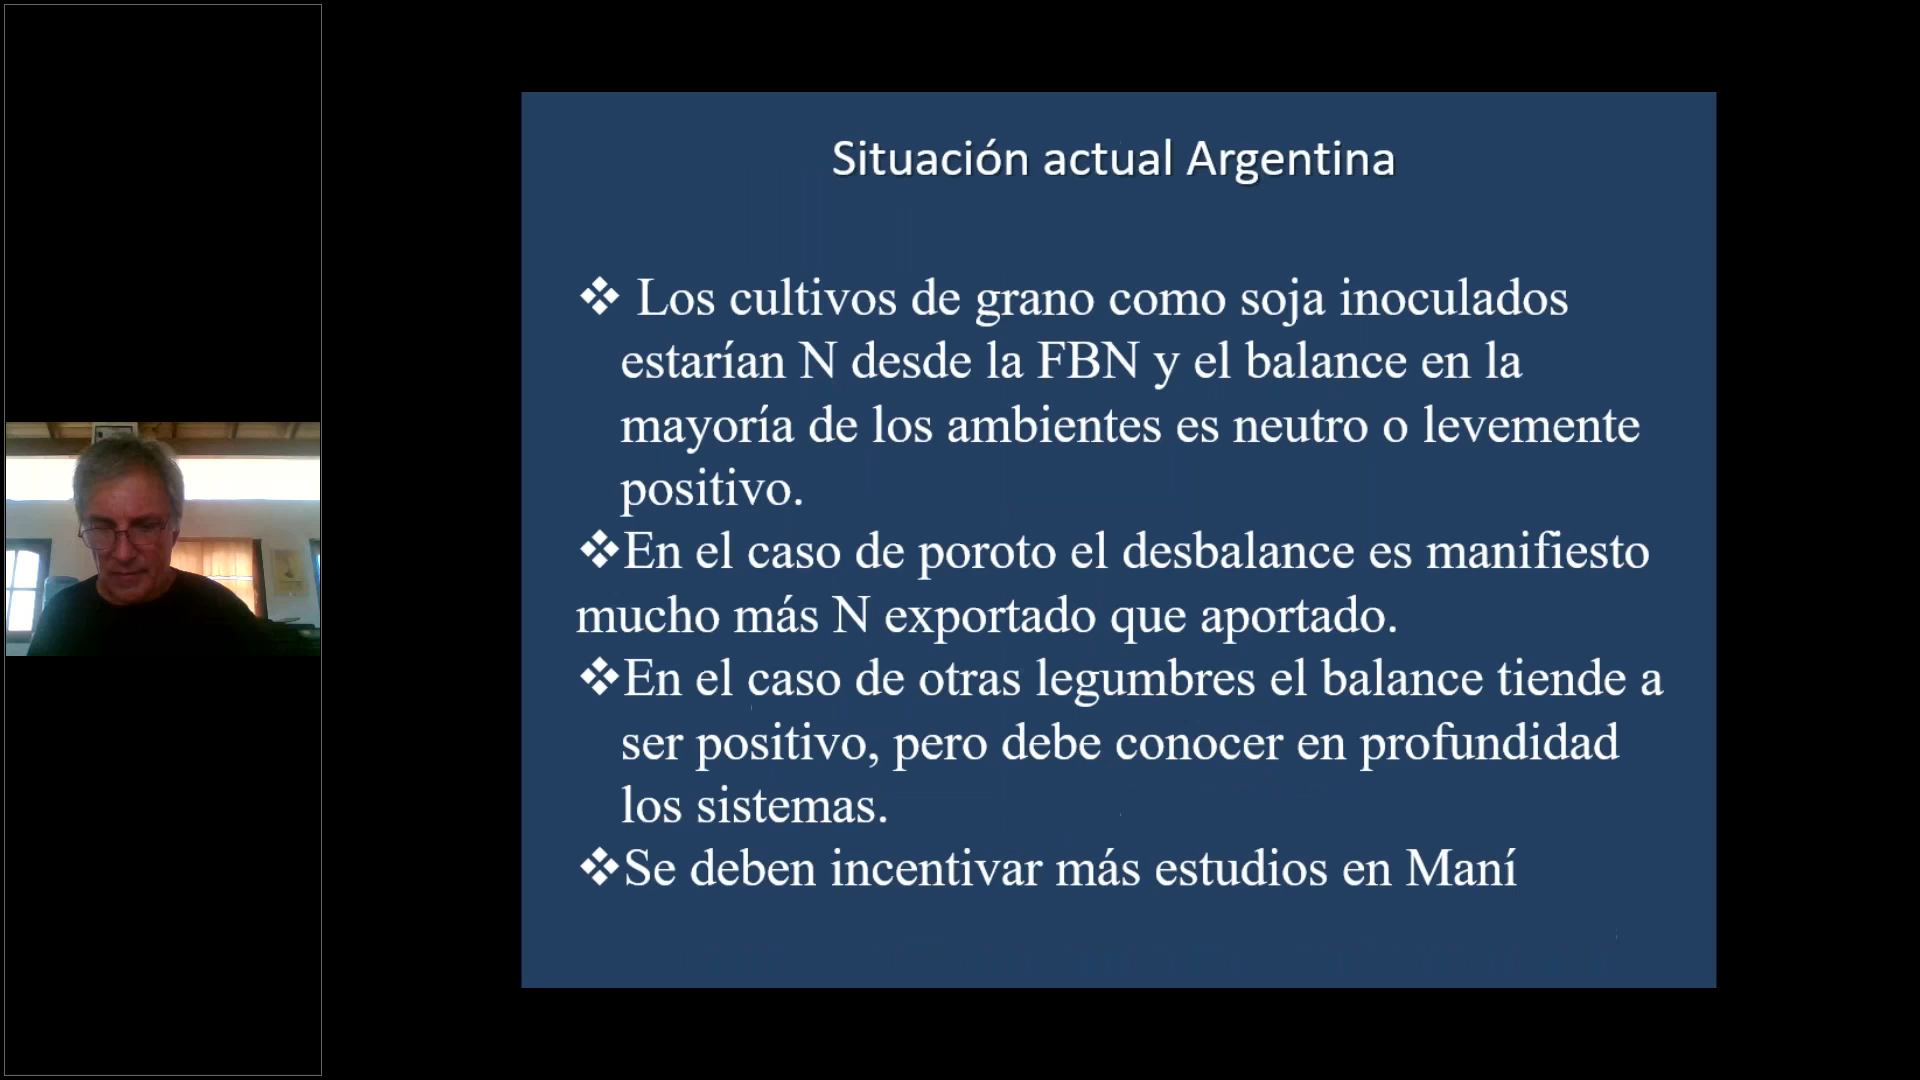 Situación actual Argentina
❖ Los cultivos de grano como soja inoculados
estarían N desde la FBN y el balance en la
mayoría de los ambientes es neutro o levemente
positivo.
❖En el caso de poroto el desbalance es manifiesto
mucho más N exportado que aportado.
❖En el caso de otras legumbres el balance tiende a
ser positivo, pero debe conocer en profundidad
los sistemas.
❖Se deben incentivar más estudios en Maní